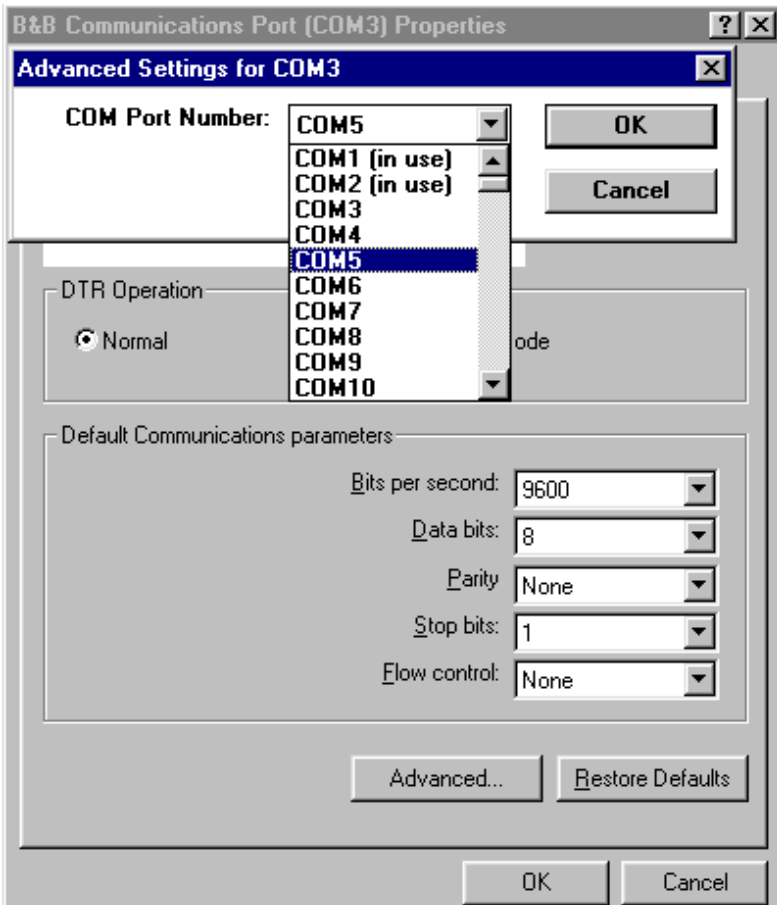 B&B Communications Port (COM3) Properties
Advanced Settings for COM3
COM Port Number: COM5
OK
COM1 (in use)
COM2 (in use)
Cancel
COM3
COM4
COM5
COM6
COM7
COM8
COM9
COM10
DTR Operation
Normal
ode
Default Communications parameters
Bits per second: 9600
Data bits: 8
Parity None
Stop bits: 1
Flow control: None
Advanced... Restore Defaults
OK Cancel